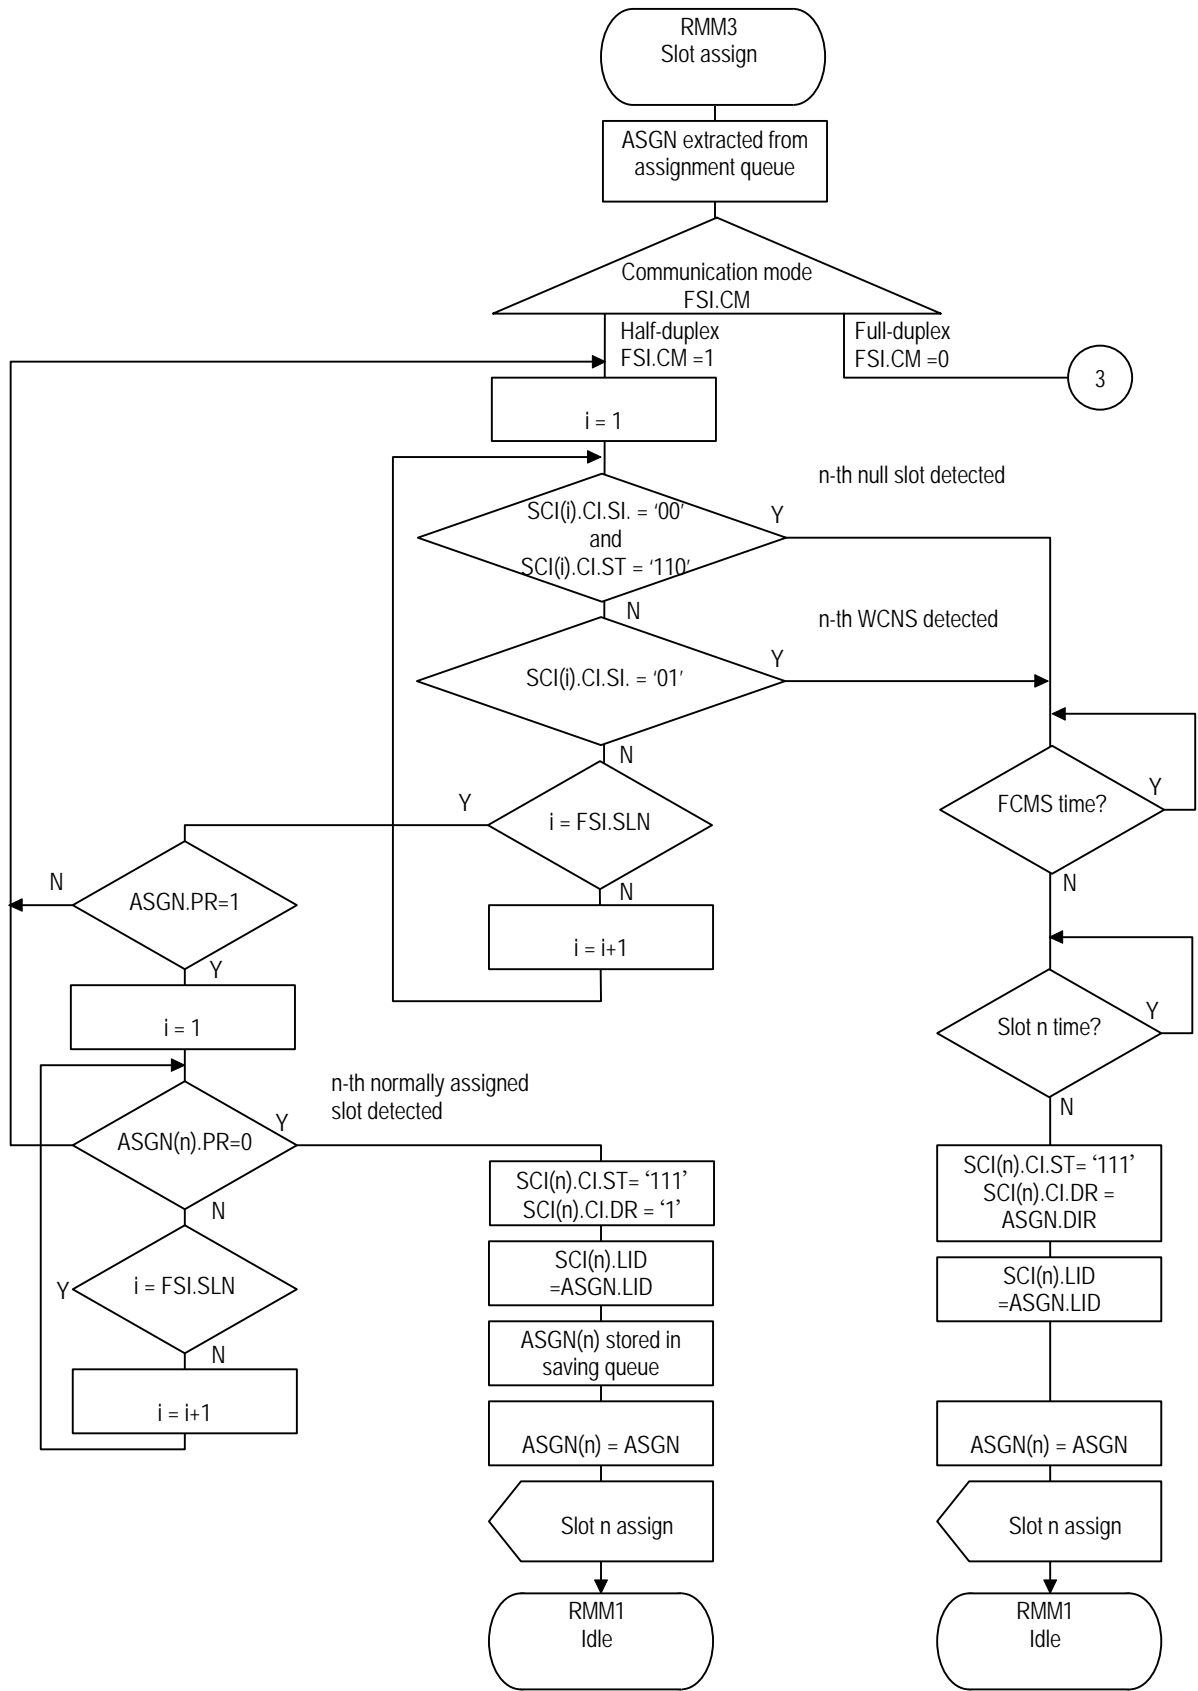 RMM3
Slot assign
ASGN extracted from
assignment queue
Communication mode
FSI.CM
Half-duplex
FSI.CM =1
Full-duplex
FSI.CM =0
3
i = 1
SCI(i).CI.SI. = ‘00’
and
SCI(i).CI.ST = ‘110’
Y
n-th null slot detected
N
SCI(i).CI.SI. = ‘01’
Y
n-th WCNS detected
N
i = FSI.SLN
Y
N
i = i+1
FCMS time?
Y
N
Slot n time?
Y
N
ASGN.PR=1
N
Y
i = 1
ASGN(n).PR=0
Y
n-th normally assigned
slot detected
N
i = FSI.SLN
Y
N
i = i+1
SCI(n).CI.ST= ‘111’
SCI(n).CI.DR = ‘1’
SCI(n).LID
=ASGN.LID
ASGN(n) stored in
saving queue
ASGN(n) = ASGN
Slot n assign
RMM1
Idle
SCI(n).CI.ST= ‘111’
SCI(n).CI.DR =
ASGN.DIR
SCI(n).LID
=ASGN.LID
ASGN(n) = ASGN
Slot n assign
RMM1
Idle